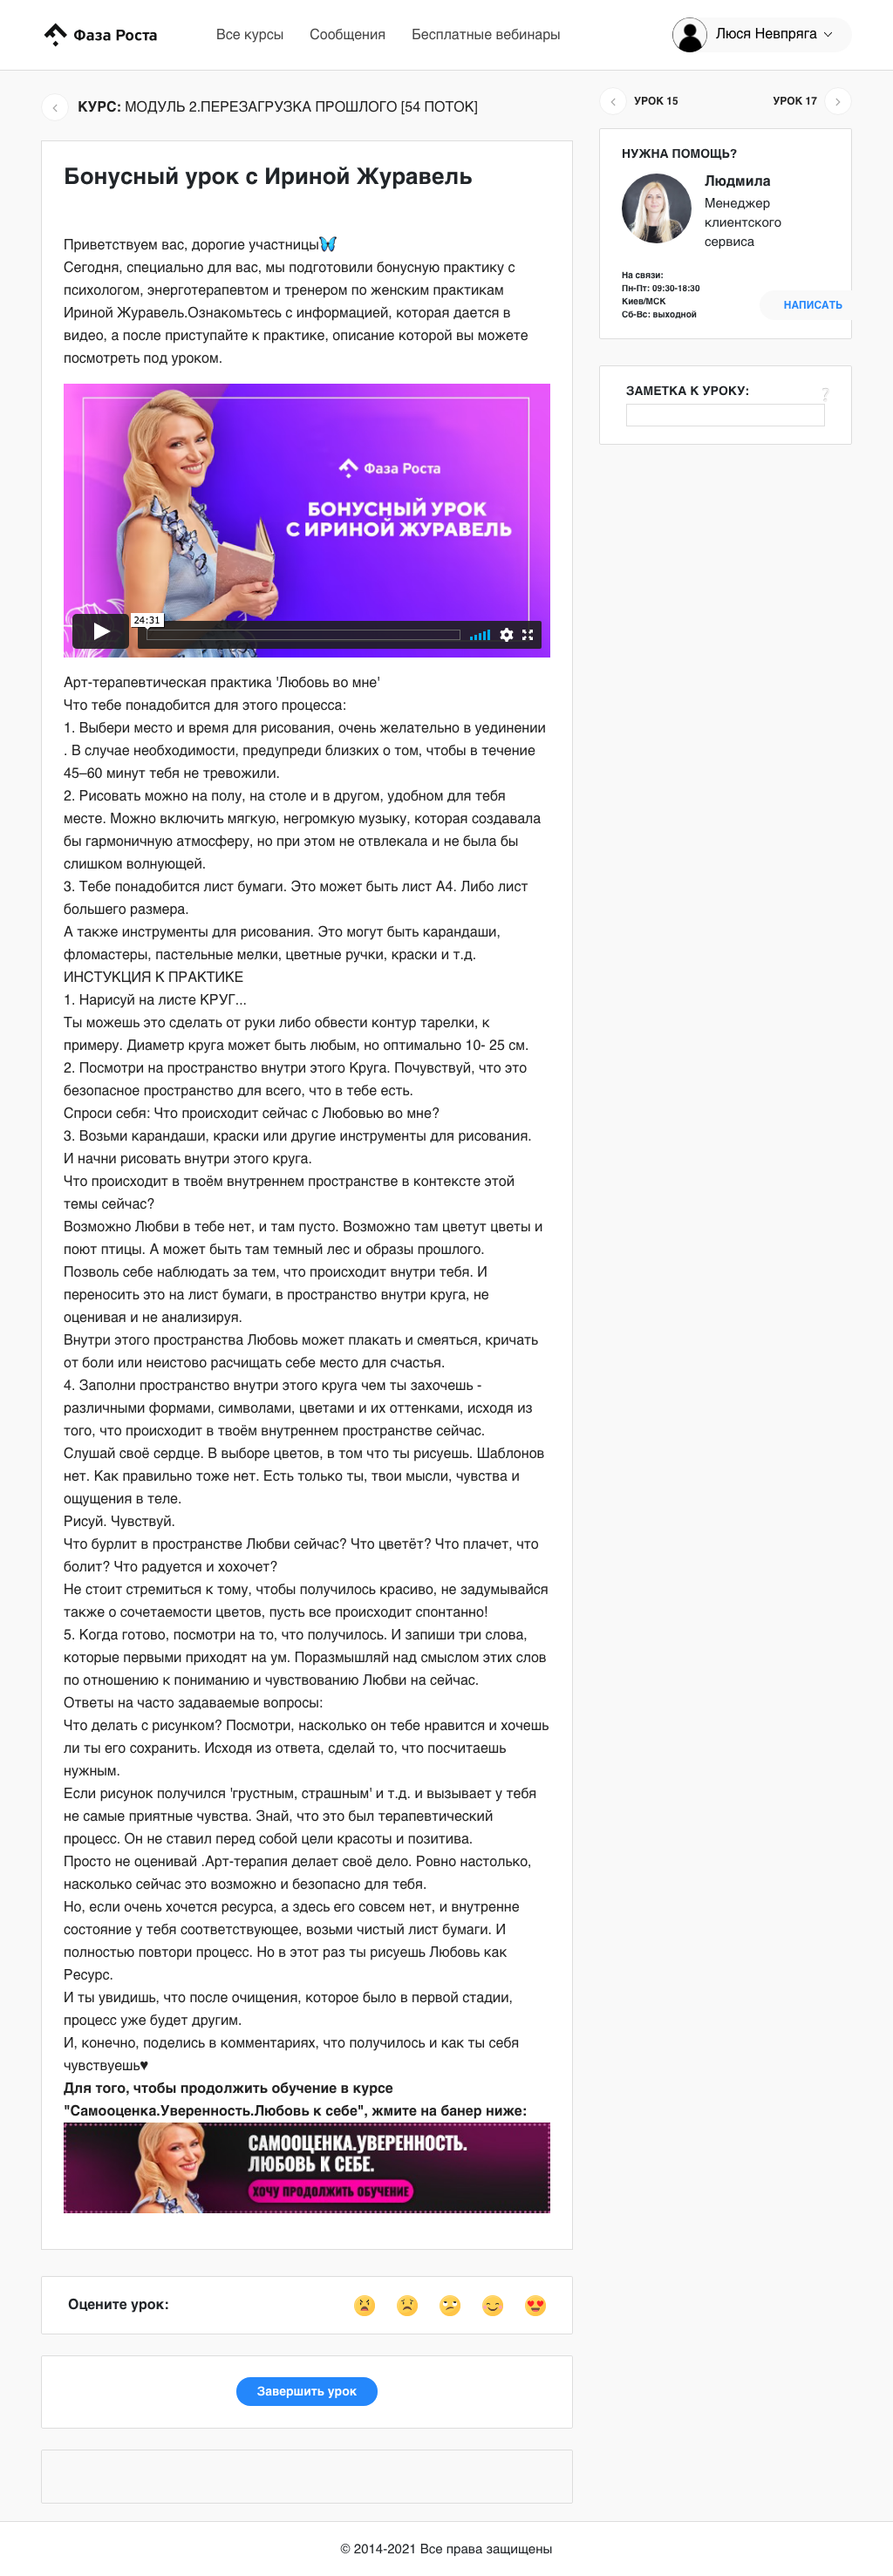 Фаза Роста
Все курсы
Сообщения
Бесплатные вебинары
Люся Невпряга
КУРС: МОДУЛЬ 2.ПЕРЕЗАГРУЗКА ПРОШЛОГО [54 ПОТОК]
УРОК 15
УРОК 17
Бонусный урок с Ириной Журавель
Приветствуем вас, дорогие участницы🦋
Сегодня, специально для вас, мы подготовили бонусную практику с
психологом, энерготерапевтом и тренером по женским практикам
Ириной Журавель.Ознакомьтесь с информацией, которая дается в
видео, а после приступайте к практике, описание которой вы можете
посмотреть под уроком.
Фаза Роста
БОНУСНЫЙ УРОК
С ИРИНОЙ ЖУРАВЕЛЬ
24:31
Арт-терапевтическая практика 'Любовь во мне'
Что тебе понадобится для этого процесса:
1. Выбери место и время для рисования, очень желательно в уединении
. В случае необходимости, предупреди близких о том, чтобы в течение
45–60 минут тебя не тревожили.
2. Рисовать можно на полу, на столе и в другом, удобном для тебя
месте. Можно включить мягкую, негромкую музыку, которая создавала
бы гармоничную атмосферу, но при этом не отвлекала и не была бы
слишком волнующей.
3. Тебе понадобится лист бумаги. Это может быть лист А4. Либо лист
большего размера.
А также инструменты для рисования. Это могут быть карандаши,
фломастеры, пастельные мелки, цветные ручки, краски и т.д.
ИНСТУКЦИЯ К ПРАКТИКЕ
1. Нарисуй на листе КРУГ...
Ты можешь это сделать от руки либо обвести контур тарелки, к
примеру. Диаметр круга может быть любым, но оптимально 10- 25 см.
2. Посмотри на пространство внутри этого Круга. Почувствуй, что это
безопасное пространство для всего, что в тебе есть.
Спроси себя: Что происходит сейчас с Любовью во мне?
3. Возьми карандаши, краски или другие инструменты для рисования.
И начни рисовать внутри этого круга.
Что происходит в твоём внутреннем пространстве в контексте этой
темы сейчас?
Возможно Любви в тебе нет, и там пусто. Возможно там цветут цветы и
поют птицы. А может быть там темный лес и образы прошлого.
Позволь себе наблюдать за тем, что происходит внутри тебя. И
переносить это на лист бумаги, в пространство внутри круга, не
оценивая и не анализируя.
Внутри этого пространства Любовь может плакать и смеяться, кричать
от боли или неистово расчищать себе место для счастья.
4. Заполни пространство внутри этого круга чем ты захочешь -
различными формами, символами, цветами и их оттенками, исходя из
того, что происходит в твоём внутреннем пространстве сейчас.
Слушай своё сердце. В выборе цветов, в том что ты рисуешь. Шаблонов
нет. Как правильно тоже нет. Есть только ты, твои мысли, чувства и
ощущения в теле.
Рисуй. Чувствуй.
Что бурлит в пространстве Любви сейчас? Что цветёт? Что плачет, что
болит? Что радуется и хохочет?
Не стоит стремиться к тому, чтобы получилось красиво, не задумывайся
также о сочетаемости цветов, пусть все происходит спонтанно!
5. Когда готово, посмотри на то, что получилось. И запиши три слова,
которые первыми приходят на ум. Поразмышляй над смыслом этих слов
по отношению к пониманию и чувствованию Любви на сейчас.
Ответы на часто задаваемые вопросы:
Что делать с рисунком? Посмотри, насколько он тебе нравится и хочешь
ли ты его сохранить. Исходя из ответа, сделай то, что посчитаешь
нужным.
Если рисунок получился 'грустным, страшным' и т.д. и вызывает у тебя
не самые приятные чувства. Знай, что это был терапевтический
процесс. Он не ставил перед собой цели красоты и позитива.
Просто не оценивай .Арт-терапия делает своё дело. Ровно настолько,
насколько сейчас это возможно и безопасно для тебя.
Но, если очень хочется ресурса, а здесь его совсем нет, и внутренне
состояние у тебя соответствующее, возьми чистый лист бумаги. И
полностью повтори процесс. Но в этот раз ты рисуешь Любовь как
Ресурс.
И ты увидишь, что после очищения, которое было в первой стадии,
процесс уже будет другим.
И, конечно, поделись в комментариях, что получилось и как ты себя
чувствуешь♥
Для того, чтобы продолжить обучение в курсе
"Самооценка.Уверенность.Любовь к себе", жмите на банер ниже:
САМООЦЕНКА.УВЕРЕННОСТЬ.
ЛЮБОВЬ К СЕБЕ.
ХОЧУ ПРОДОЛЖИТЬ ОБУЧЕНИЕ
Оцените урок:
Завершить урок
НУЖНА ПОМОЩЬ?
Людмила
Менеджер
клиентского
сервиса
На связи:
Пн-Пт: 09:30-18:30
Киев/МСК
Сб-Вс: выходной
НАПИСАТЬ
ЗАМЕТКА К УРОКУ:
?
© 2014-2021 Все права защищены